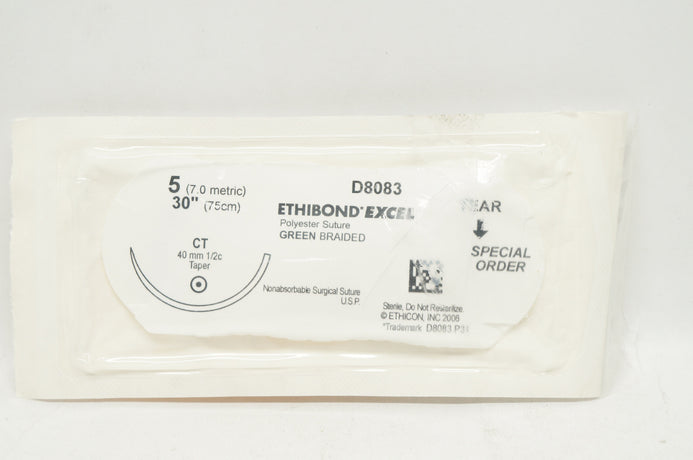 5 (7.0 metric)
30" (75cm)
CT
40 mm 1/2c
Taper
D8083
ETHIBOND*EXCEL
Polyester Suture
GREEN BRAIDED
Nonabsorbable Surgical Suture
U.S.P.
SPECIAL
ORDER
Sterile, Do Not Resterilize.
© ETHICON, INC 2006
*Trademark D8083.P31